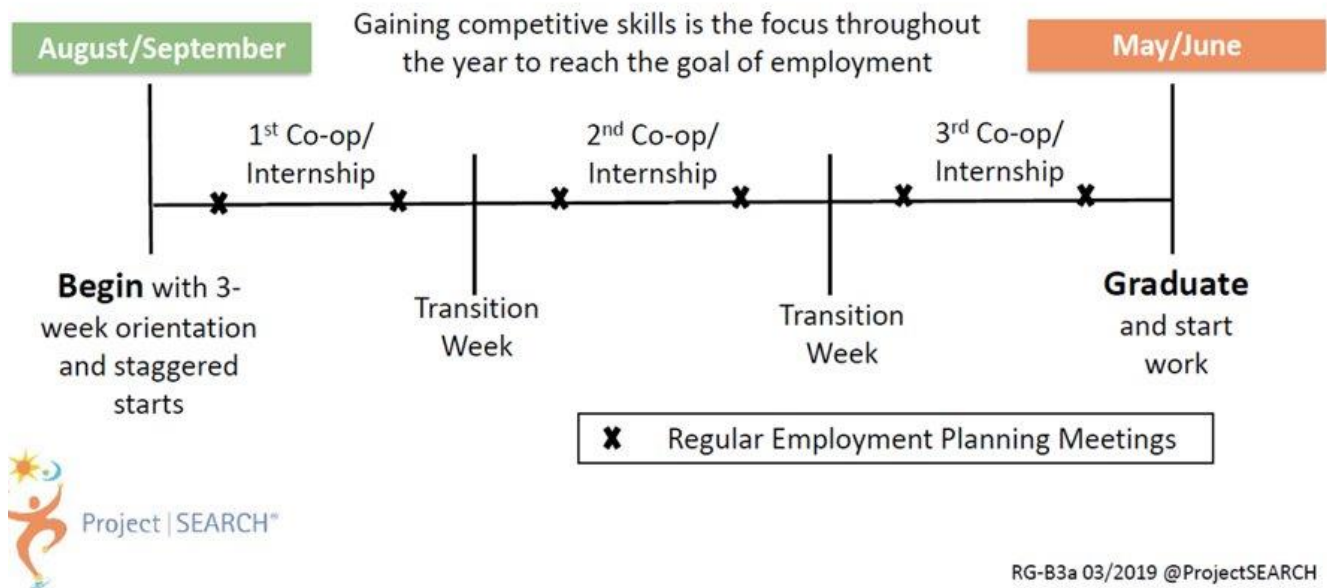 August/September
Gaining competitive skills is the focus throughout
the year to reach the goal of employment
May/June
1st Co-op/
Internship
2nd Co-op/
Internship
3rd Co-op/
Internship
Begin with 3-
week orientation
and staggered
starts
Transition
Week
Transition
Week
Graduate
and start
work
✗ Regular Employment Planning Meetings
Project | SEARCH®
RG-B3a 03/2019 @ProjectSEARCH